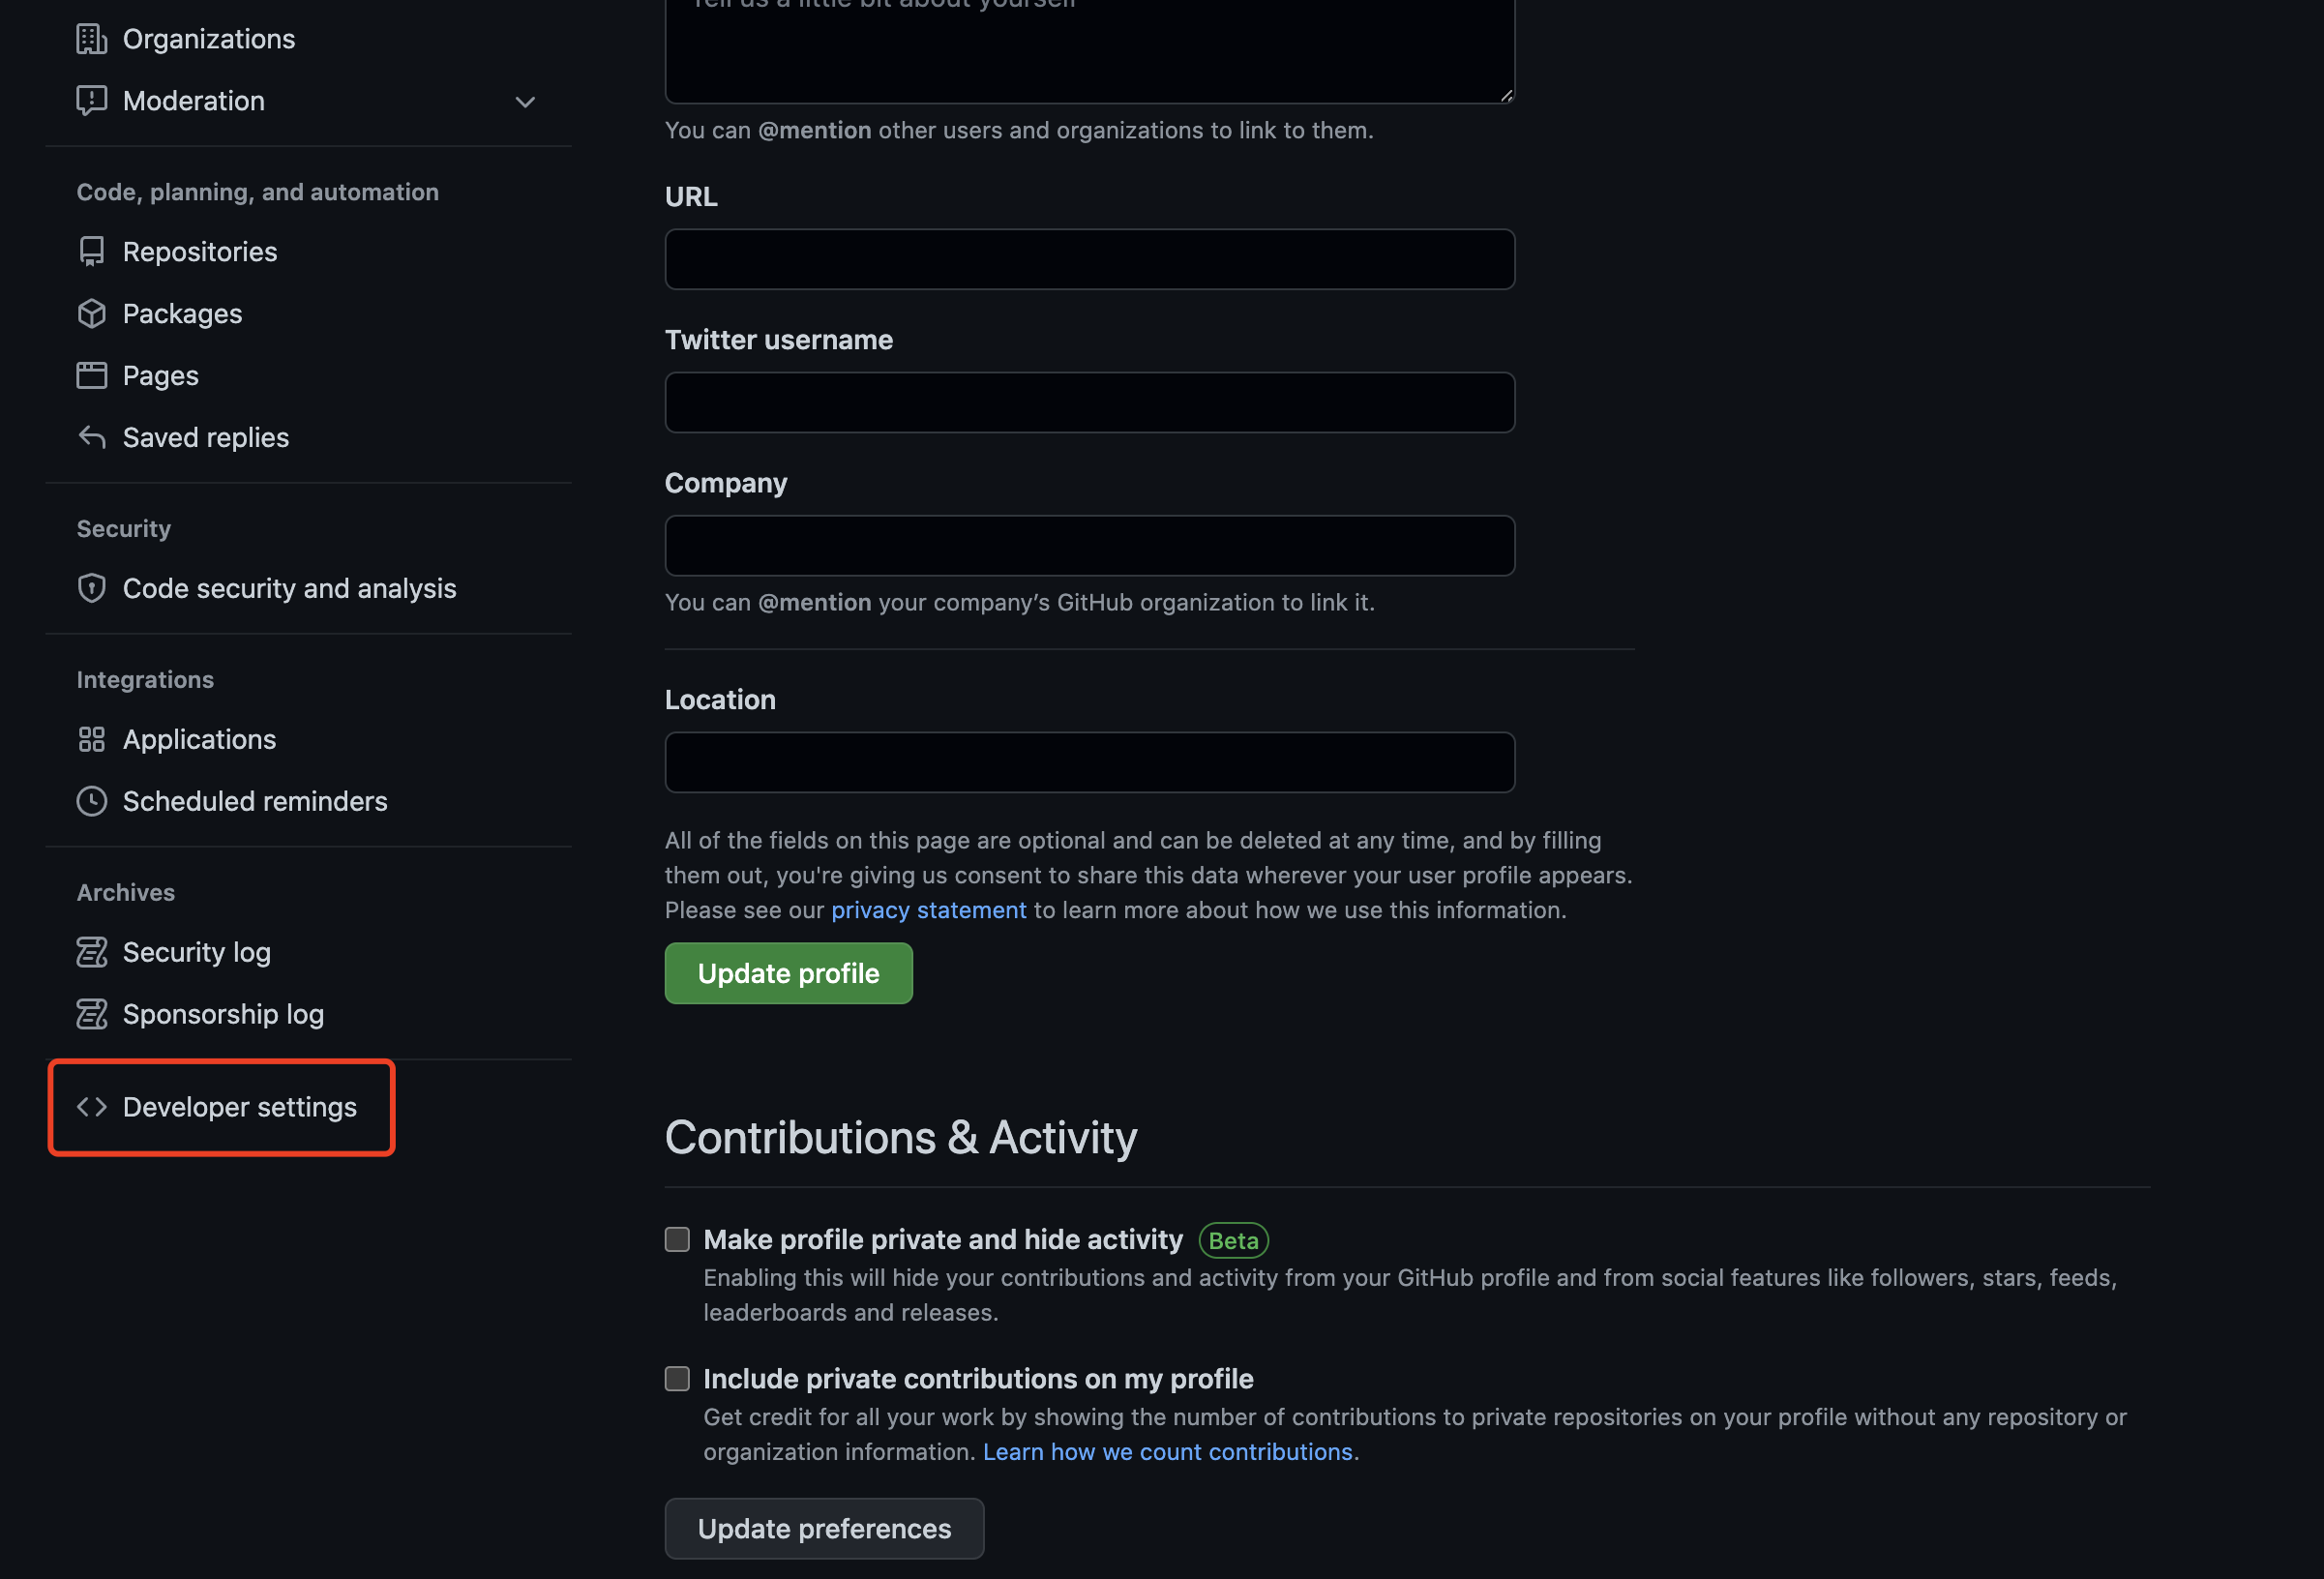 Organizations
Moderation
Code, planning, and automation
Repositories
Packages
Pages
Saved replies
Security
Code security and analysis
Integrations
Applications
Scheduled reminders
Archives
Security log
Sponsorship log
Developer settings
Tell us a little bit about yourself
You can @mention other users and organizations to link to them.
URL
Twitter username
Company
You can @mention your company’s GitHub organization to link it.
Location
All of the fields on this page are optional and can be deleted at any time, and by filling
them out, you're giving us consent to share this data wherever your user profile appears.
Please see our privacy statement to learn more about how we use this information.
Update profile
Contributions & Activity
Make profile private and hide activity Beta
Enabling this will hide your contributions and activity from your GitHub profile and from social features like followers, stars, feeds,
leaderboards and releases.
Include private contributions on my profile
Get credit for all your work by showing the number of contributions to private repositories on your profile without any repository or
organization information. Learn how we count contributions.
Update preferences